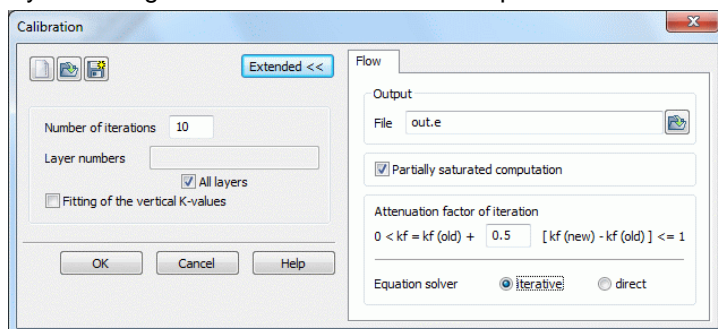 Calibration
Extended <<
Number of iterations 10
Layer numbers
All layers
Fitting of the vertical K-values
OK Cancel Help
Flow
Output
File out.e
Partially saturated computation
Attenuation factor of iteration
0 < kf = kf (old) + 0.5 [ kf (new) - kf (old) ] <= 1
Equation solver iterative direct